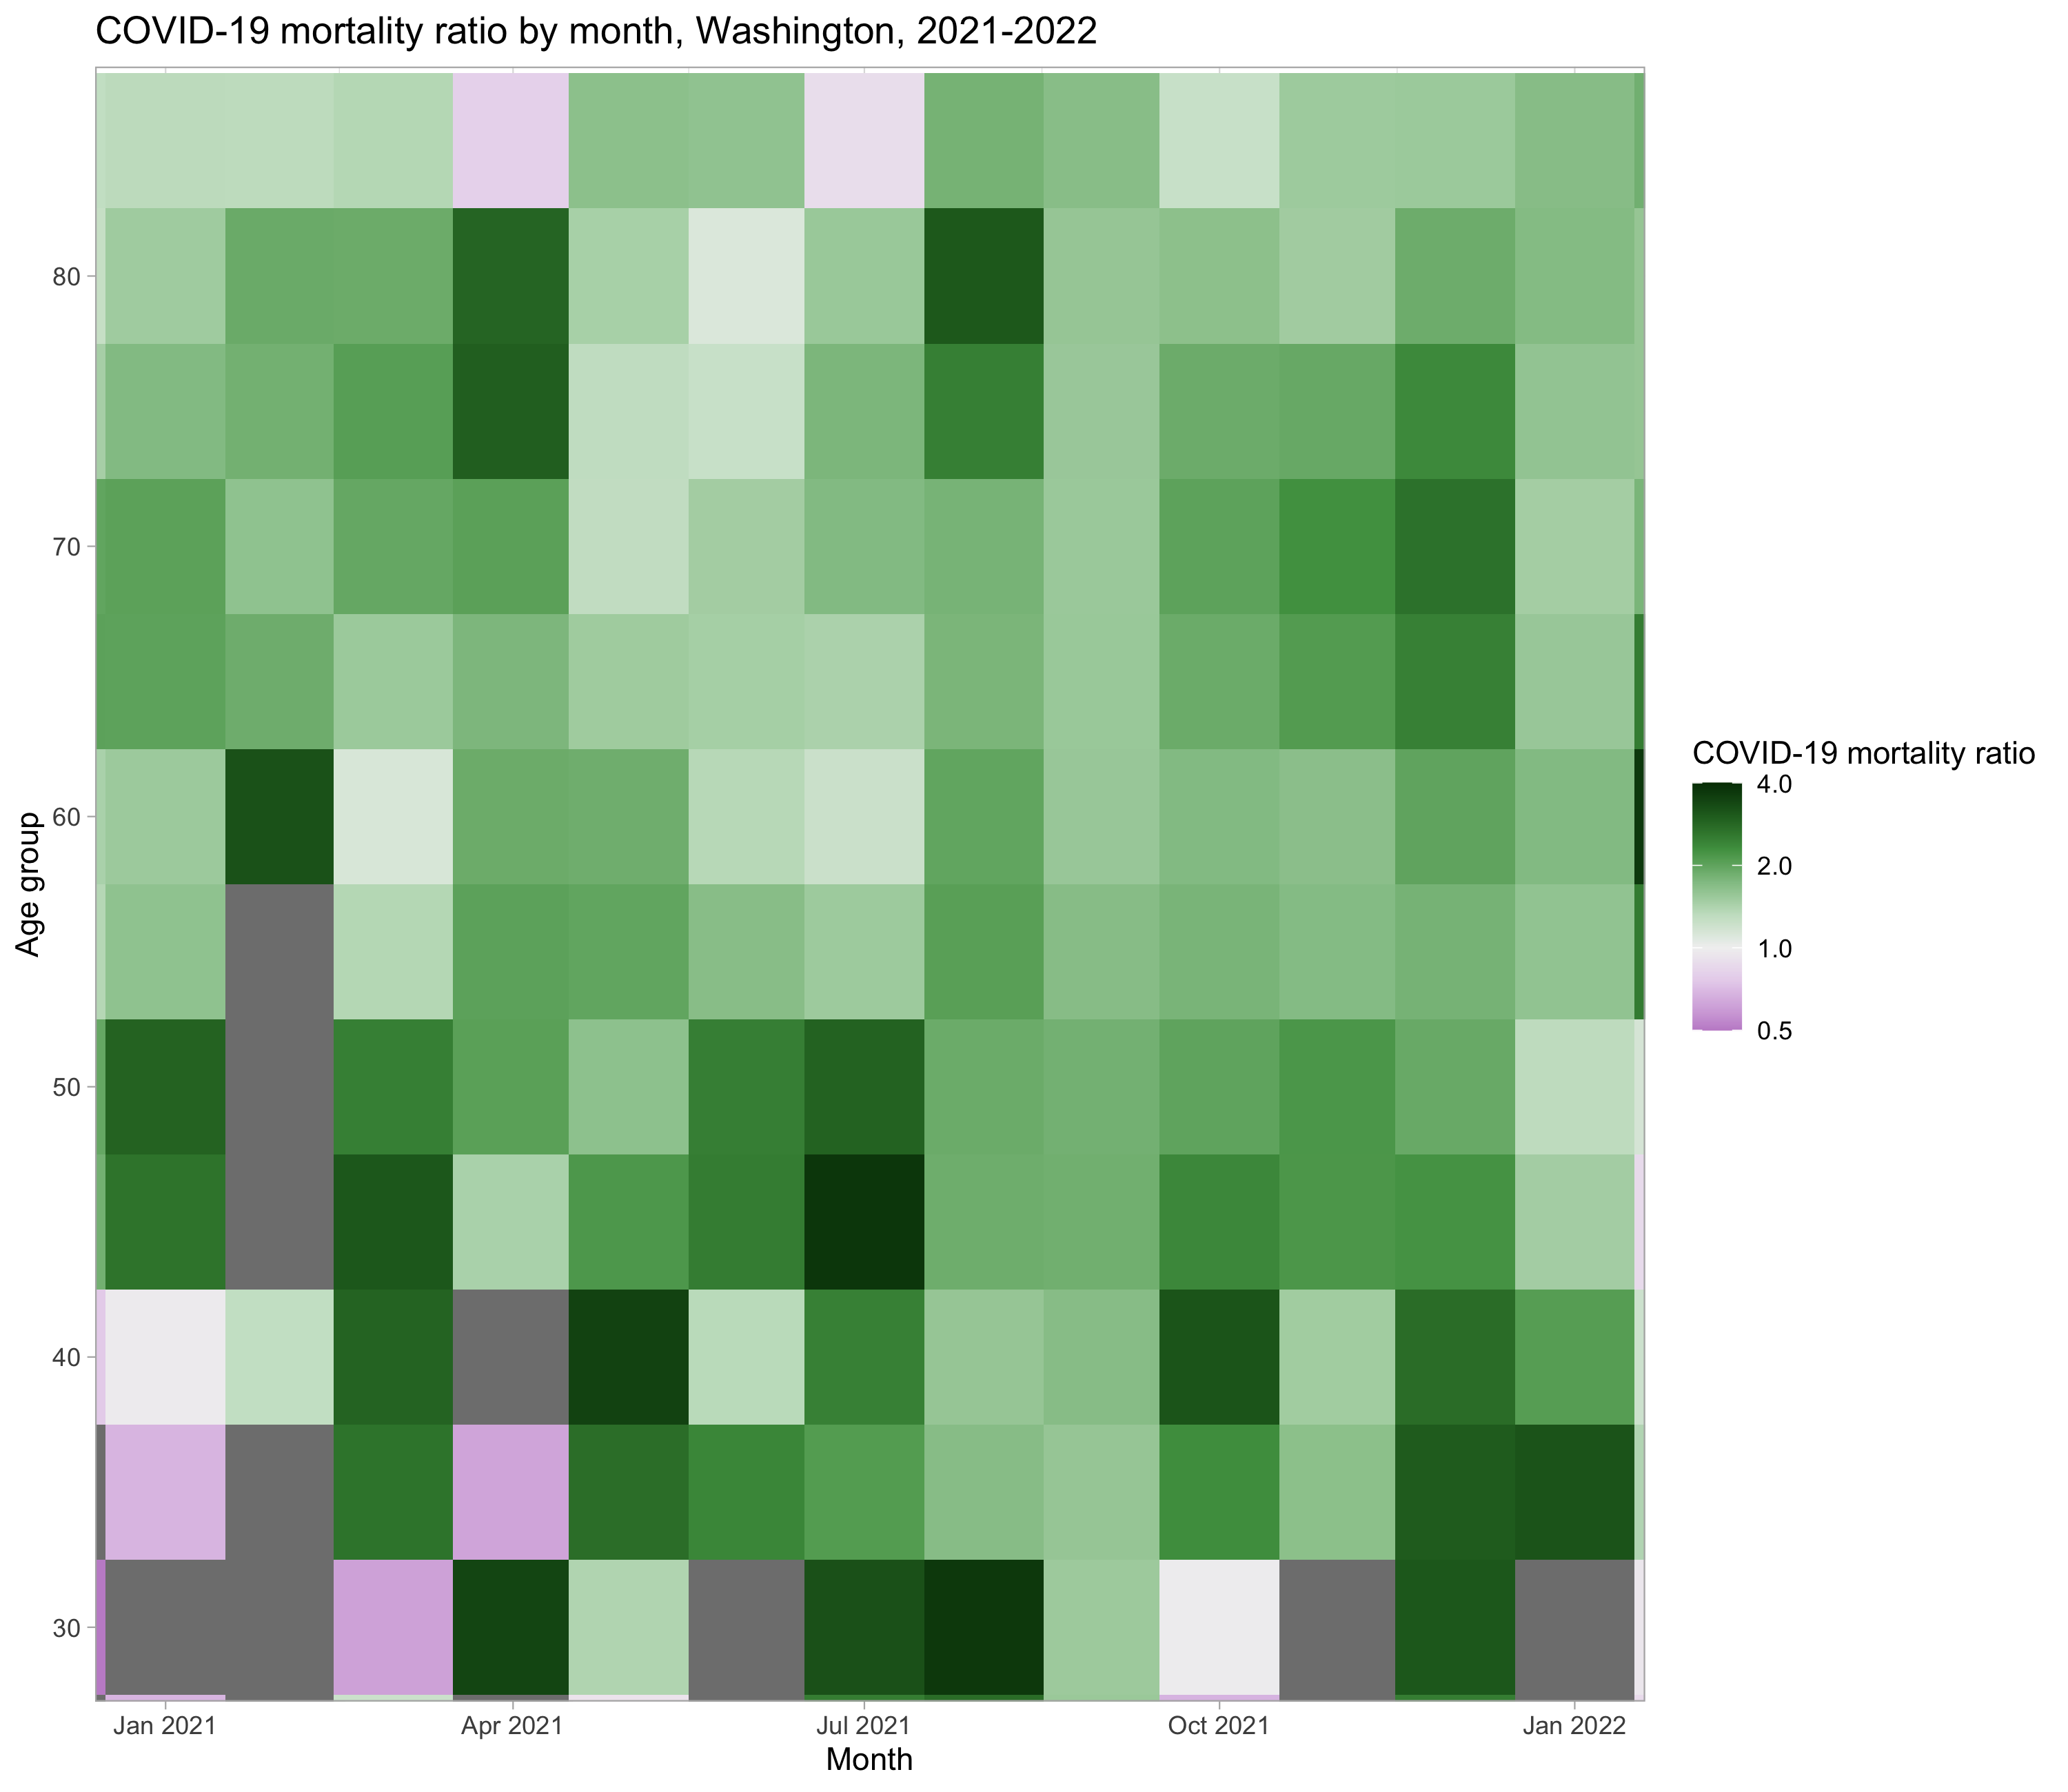 COVID-19 mortality ratio by month, Washington, 2021-2022
80
70
60
50
40
30
Age group
Jan 2021
Apr 2021
Jul 2021
Oct 2021
Jan 2022
Month
COVID-19 mortality ratio
4.0
2.0
1.0
0.5